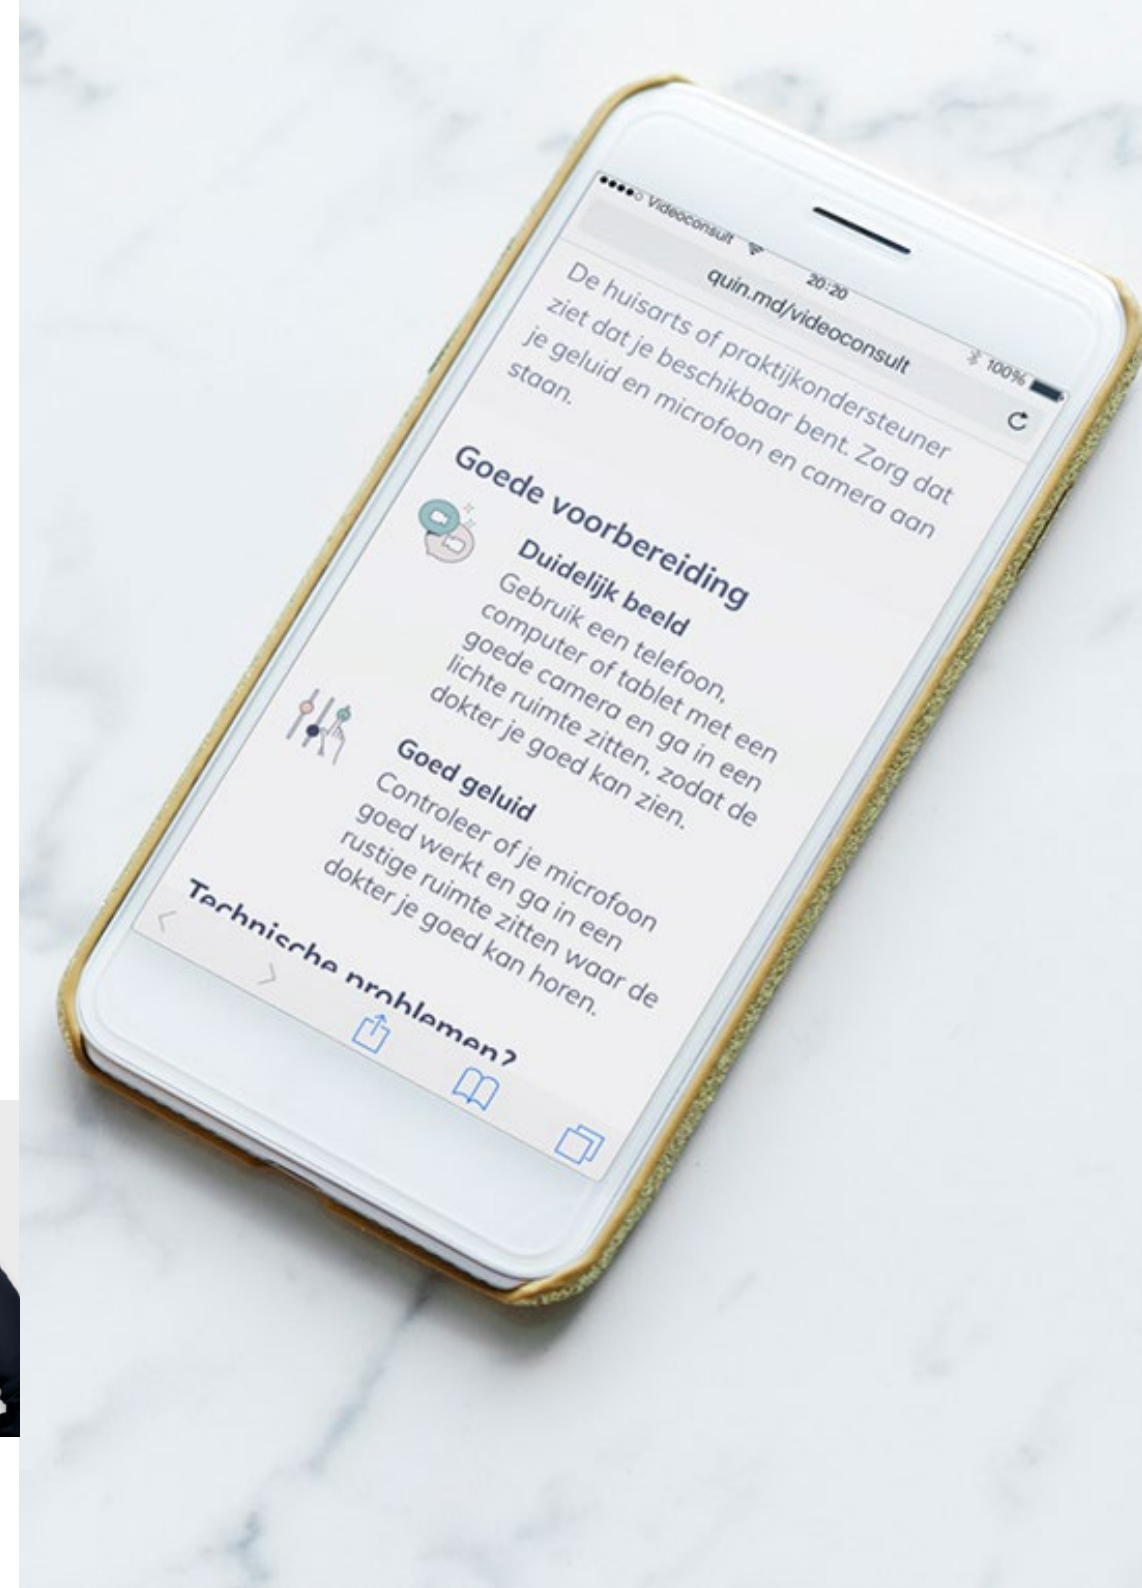 Videoconsult
20:20
100%
quin.md/videoconsult
De huisarts of praktijkondersteuner
ziet dat je beschikbaar bent. Zorg dat
je geluid en microfoon en camera aan
staan.
Goede voorbereiding
Duidelijk beeld
Gebruik een telefoon,
computer of tablet met een
goede camera en ga in een
lichte ruimte zitten, zodat de
dokter je goed kan zien.
Goed geluid
Controleer of je microfoon
goed werkt en ga in een
rustige ruimte zitten waar de
dokter je goed kan horen.
Technische problemen?